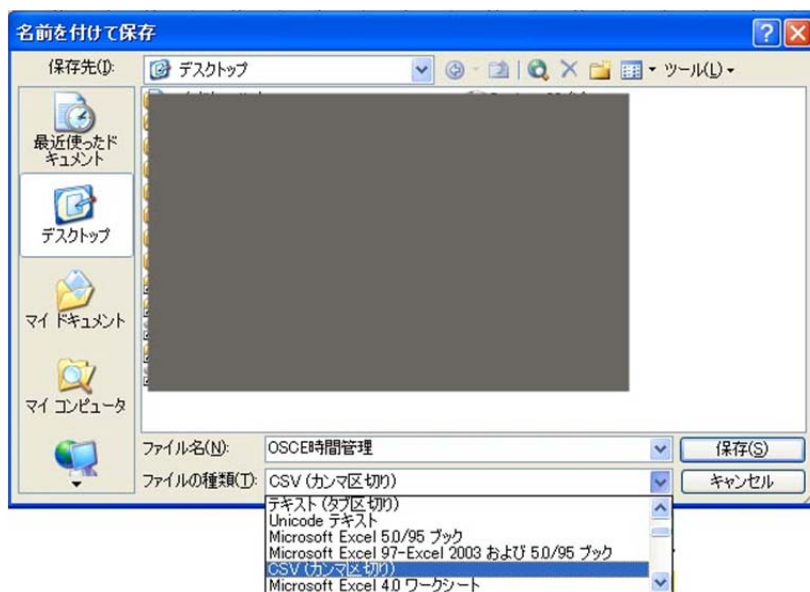 名前を付けて保存
保存先(I): デスクトップ ツール(L)
最近使ったド
キュメント
デスクトップ
マイ ドキュメント
マイ コンピュータ
ファイル名(N): OSCE時間管理 保存(S)
ファイルの種類(T): CSV (カンマ区切り) キャンセル
テキスト (タブ区切り)
Unicode テキスト
Microsoft Excel 5.0/95 ブック
Microsoft Excel 97-Excel 2003 および 5.0/95 ブック
CSV (カンマ区切り)
Microsoft Excel 4.0 ワークシート